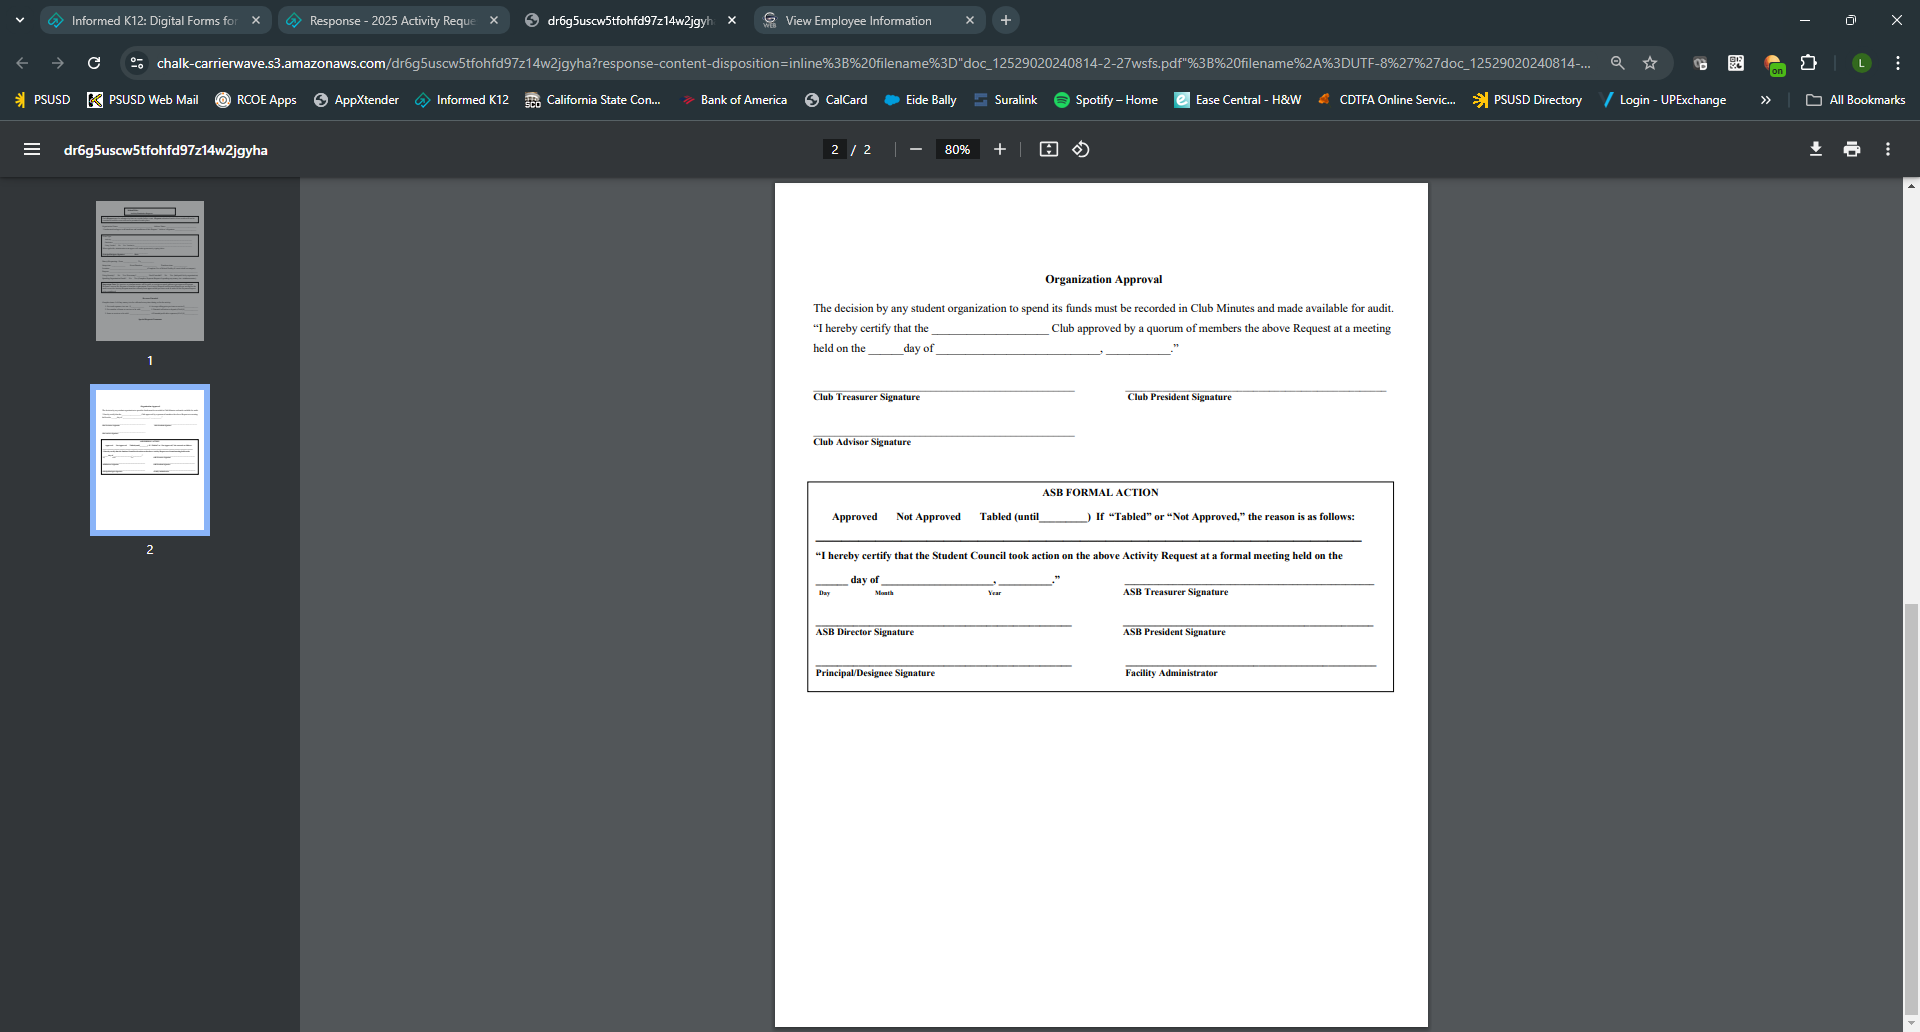 Informed K12: Digital Forms for
Response - 2025 Activity Reque
dr6g5uscw5tfohfd97z14w2jgyh
View Employee Information
chalk-carrierwave.s3.amazonaws.com/dr6g5uscw5tfohfd97z14w2jgyha?response-content-disposition=inline%3B%20filename%3D"doc_12529020240814-2-27wsfs.pdf"%3B%20filename%2A%3DUTF-8%27%27doc_12529020240814-...
on
L
PSUSD
PSUSD Web Mail
RCOE Apps
AppXtender
Informed K12
California State Con...
Bank of America
CalCard
Eide Bally
Suralink
Spotify – Home
Ease Central - H&W
CDTFA Online Servic...
PSUSD Directory
Login - UPExchange
All Bookmarks
dr6g5uscw5tfohfd97z14w2jgyha
2 / 2
80%
1
2
Organization Approval
The decision by any student organization to spend its funds must be recorded in Club Minutes and made available for audit.
“I hereby certify that the ____________________ Club approved by a quorum of members the above Request at a meeting
held on the ______day of ____________________________, ___________.”
Club Treasurer Signature
Club President Signature
Club Advisor Signature
ASB FORMAL ACTION
Approved Not Approved Tabled (until_________) If “Tabled” or “Not Approved,” the reason is as follows:
“I hereby certify that the Student Council took action on the above Activity Request at a formal meeting held on the
______ day of _____________________, __________.”
Day Month Year
ASB Treasurer Signature
ASB Director Signature
ASB President Signature
Principal/Designee Signature
Facility Administrator